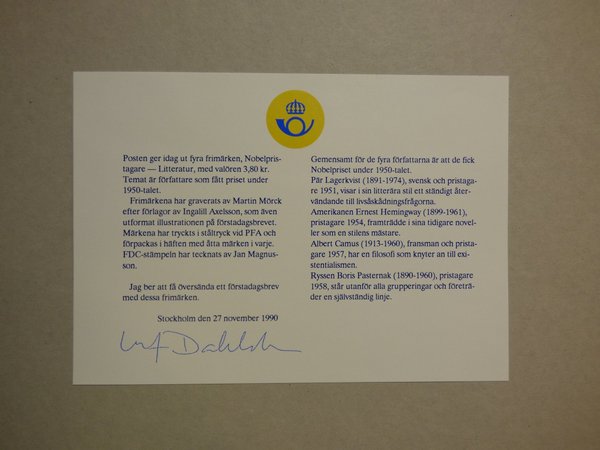 Posten ger idag ut fyra frimärken, Nobelpris-
tagare — Litteratur, med valören 3,80 kr.
Temat är författare som fått priset under
1950-talet.
Frimärkena har graverats av Martin Mörck
efter förlagor av Ingalill Axelsson, som även
utformat illustrationen på förstadagsbrevet.
Märkena har tryckts i ståltryck vid PFA och
förpackas i häften med åtta märken i varje.
FDC-stämpeln har tecknats av Jan Magnus-
son.
Jag ber att få översända ett förstadagsbrev
med dessa frimärken.
Stockholm den 27 november 1990
Gemensamt för de fyra författarna är att de fick
Nobelpriset under 1950-talet.
Pär Lagerkvist (1891-1974), svensk och pristaga-
re 1951, visar i sin litterära stil ett ständigt åter-
vändande till livsåskådningsfrågorna.
Amerikanen Ernest Hemingway (1899-1961),
pristagare 1954, framträdde i sina tidigare novel-
ler som en stilens mästare.
Albert Camus (1913-1960), fransman och prista-
gare 1957, har en filosofi som knyter an till exi-
stentialismen.
Ryssen Boris Pasternak (1890-1960), pristagare
1958, står utanför alla grupperingar och företrä-
der en självständig linje.